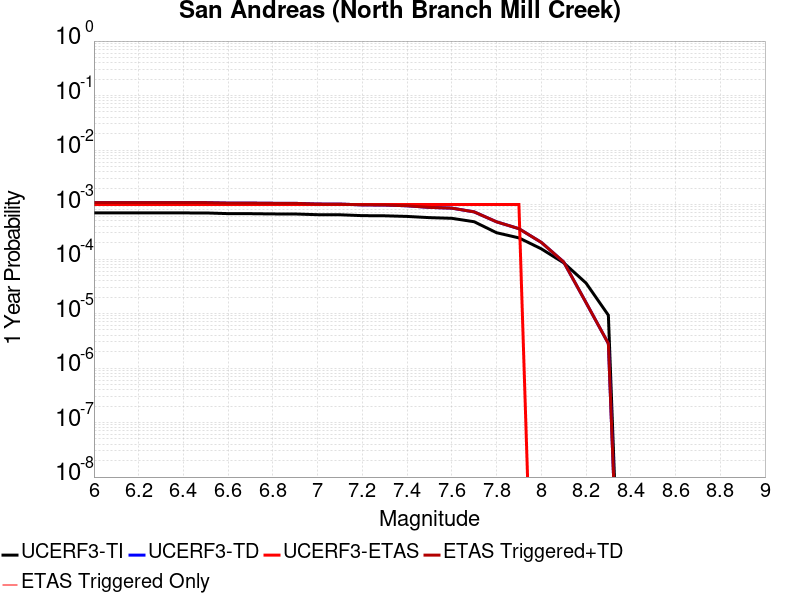 San Andreas (North Branch Mill Creek)
10 0
10 -1
10 -2
10 -3
10 -4
10 -5
10 -6
10 -7
10 -8
1 Year Probability
6 6.2 6.4 6.6 6.8 7 7.2 7.4 7.6 7.8 8 8.2 8.4 8.6 8.8 9
Magnitude
UCERF3-TI UCERF3-TD UCERF3-ETAS ETAS Triggered+TD
ETAS Triggered Only